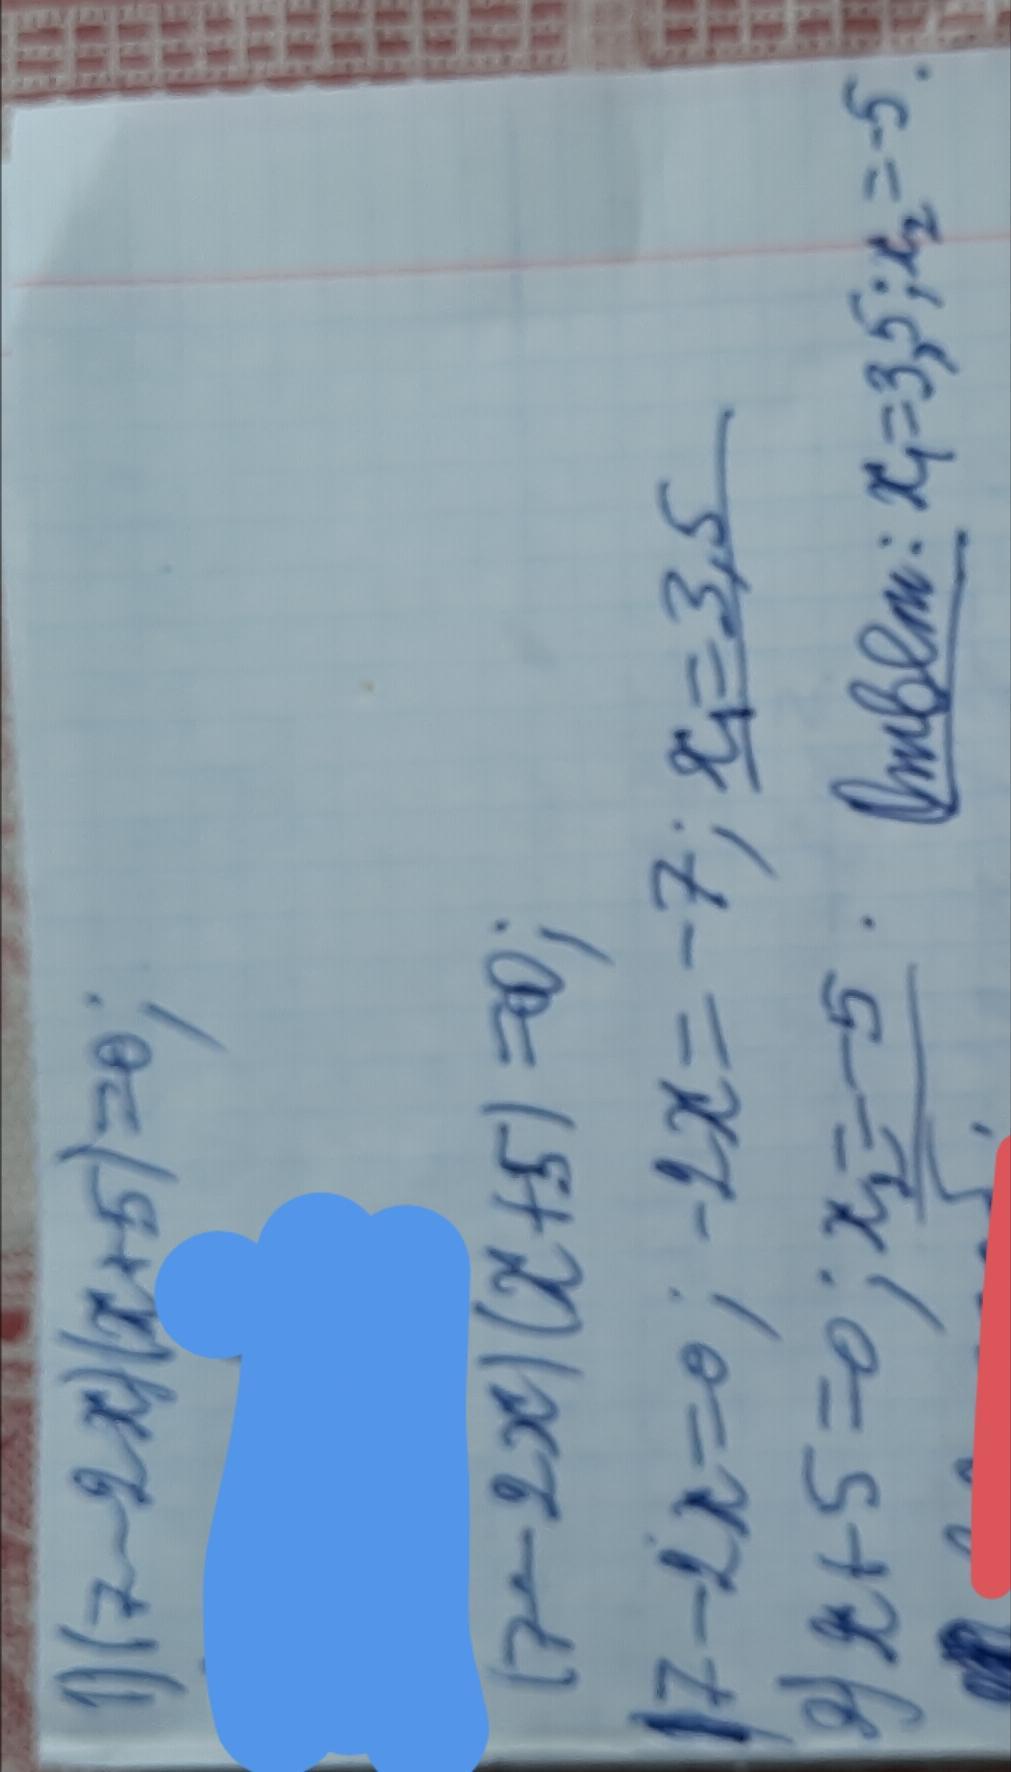 1) (7-2x)(x+5)=0;
(7-2x)(x+5)=0;
1) 7-2x=0; -2x=-7; x₁=3,5
2) x+5=0; x₂=-5. Ответ: x₁=3,5; x₂=-5.